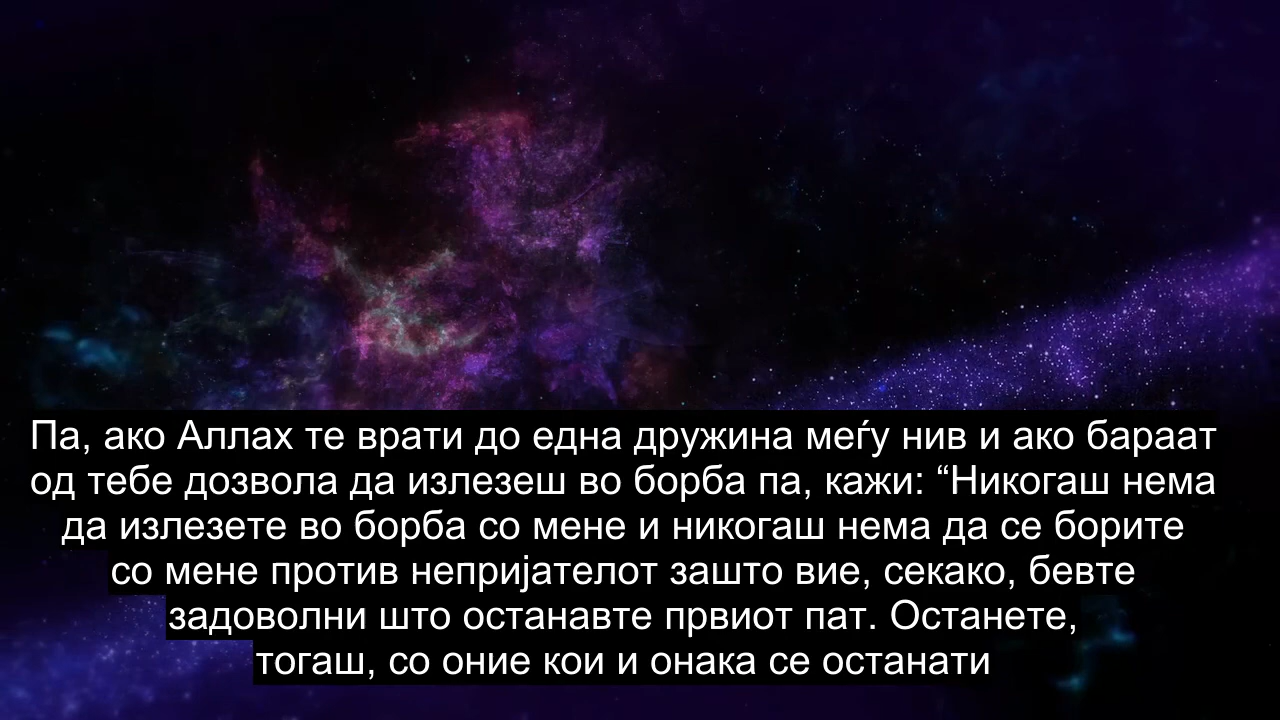 Па, ако Аллах те врати до една дружина меѓу нив и ако бараат
од тебе дозвола да излезеш во борба па, кажи: “Никогаш нема
да излезете во борба со мене и никогаш нема да се борите
со мене против непријателот зашто вие, секако, бевте
задоволни што останавте првиот пат. Останете,
тогаш, со оние кои и онака се останати